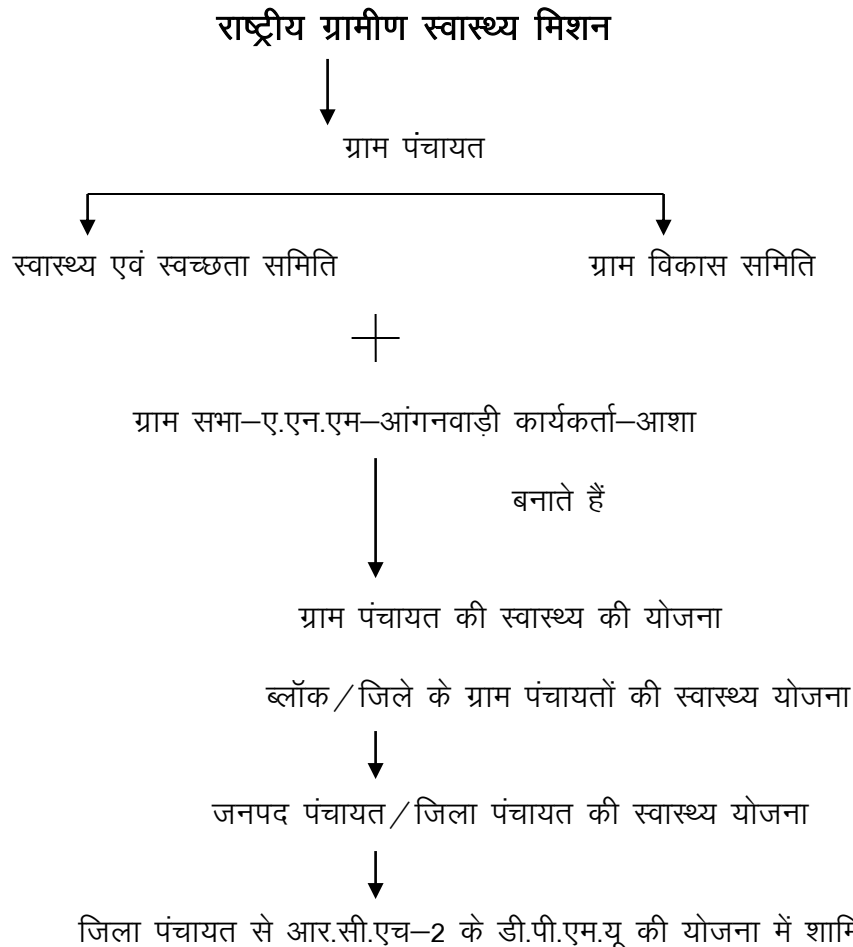 राष्ट्रीय ग्रामीण स्वास्थ्य मिशन
ग्राम पंचायत
स्वास्थ्य एवं स्वच्छता समिति ग्राम विकास समिति
ग्राम सभा–ए.एन.एम–आंगनवाड़ी कार्यकर्ता–आशा
बनाते हैं
ग्राम पंचायत की स्वास्थ्य की योजना
ब्लॉक/जिले के ग्राम पंचायतों की स्वास्थ्य योजना
जनपद पंचायत/जिला पंचायत की स्वास्थ्य योजना
जिला पंचायत से आर.सी.एच–2 के डी.पी.एम.यू की योजना में